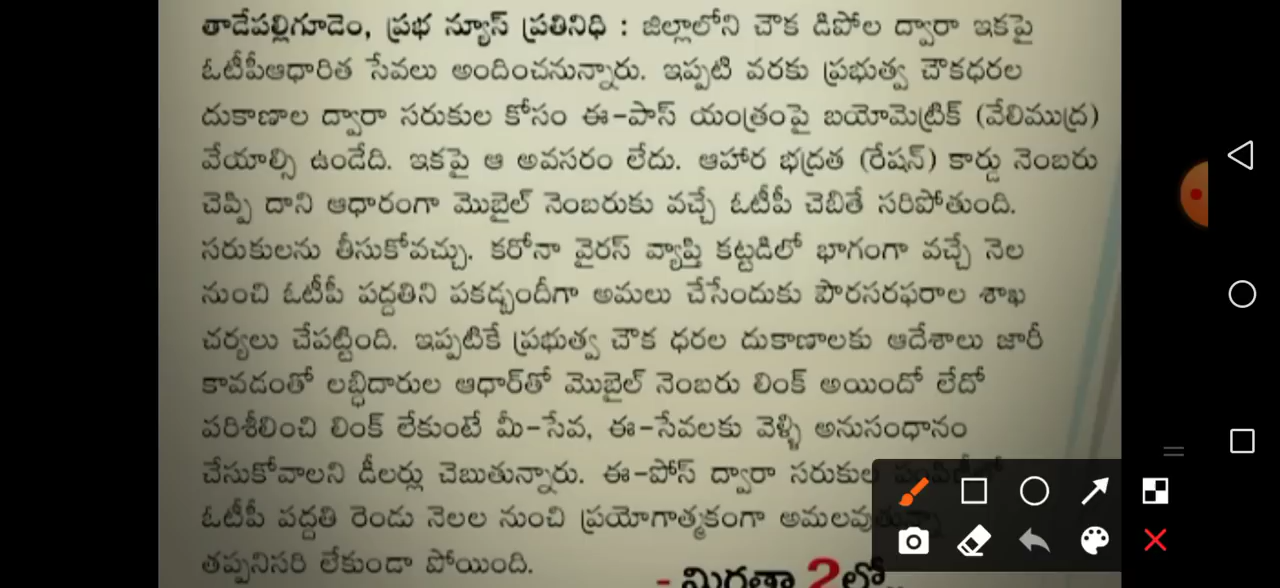 తాడేపల్లిగూడెం, ప్రభ న్యూస్ ప్రతినిధి : జిల్లాలోని చౌక డిపోల ద్వారా ఇకపై
ఓటీపీఆధారిత సేవలు అందించనున్నారు. ఇప్పటి వరకు ప్రభుత్వ చౌకధరల
దుకాణాల ద్వారా సరుకుల కోసం ఈ-పాస్ యంత్రంపై బయోమెట్రిక్ (వేలిముద్ర)
వేయాల్సి ఉండేది. ఇకపై ఆ అవసరం లేదు. ఆహార భద్రత (రేషన్) కార్డు నెంబరు
చెప్పి దాని ఆధారంగా మొబైల్ నెంబరుకు వచ్చే ఓటీపీ చెబితే సరిపోతుంది.
సరుకులను తీసుకోవచ్చు. కరోనా వైరస్ వ్యాప్తి కట్టడిలో భాగంగా వచ్చే నెల
నుంచి ఓటీపీ పద్దతిని పకడ్బందీగా అమలు చేసేందుకు పౌరసరఫరాల శాఖ
చర్యలు చేపట్టింది. ఇప్పటికే ప్రభుత్వ చౌక ధరల దుకాణాలకు ఆదేశాలు జారీ
కావడంతో లబ్ధిదారుల ఆధార్‌తో మొబైల్ నెంబరు లింక్ అయిందో లేదో
పరిశీలించి లింక్ లేకుంటే మీ-సేవ, ఈ-సేవలకు వెళ్ళి అనుసంధానం
చేసుకోవాలని డీలర్లు చెబుతున్నారు. ఈ-పోస్ ద్వారా సరుకుల
ఓటీపీ పద్దతి రెండు నెలల నుంచి ప్రయోగాత్మకంగా అమలవుతున్నా
తప్పనిసరి లేకుండా పోయింది.
- మిగతా 2లో..